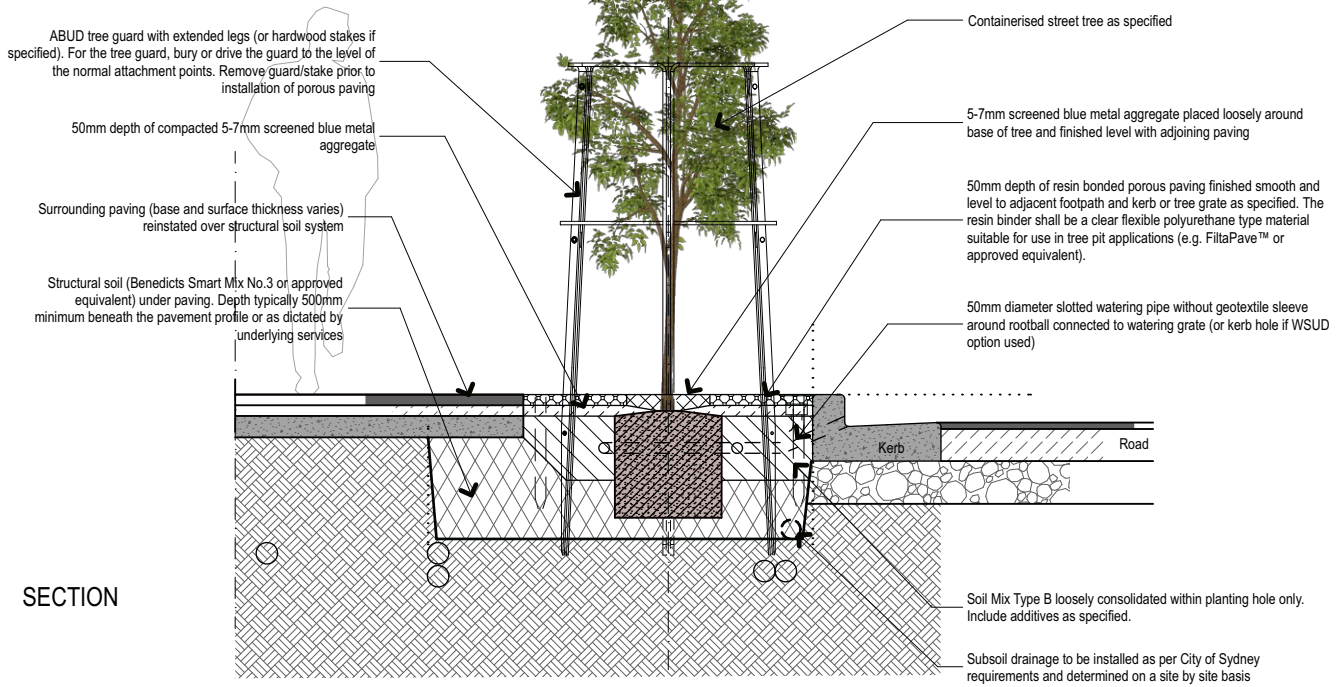 ABUD tree guard with extended legs (or hardwood stakes if
specified). For the tree guard, bury or drive the guard to the level of
the normal attachment points. Remove guard/stake prior to
installation of porous paving
50mm depth of compacted 5-7mm screened blue metal
aggregate
Surrounding paving (base and surface thickness varies)
reinstated over structural soil system
Structural soil (Benedicts Smart Mix No.3 or approved
equivalent) under paving. Depth typically 500mm
minimum beneath the pavement profile or as dictated by
underlying services
Containerised street tree as specified
5-7mm screened blue metal aggregate placed loosely around
base of tree and finished level with adjoining paving
50mm depth of resin bonded porous paving finished smooth and
level to adjacent footpath and kerb or tree grate as specified. The
resin binder shall be a clear flexible polyurethane type material
suitable for use in tree pit applications (e.g. FiltaPave™ or
approved equivalent).
50mm diameter slotted watering pipe without geotextile sleeve
around rootball connected to watering grate (or kerb hole if WSUD
option used)
Kerb
Road
SECTION
Soil Mix Type B loosely consolidated within planting hole only.
Include additives as specified.
Subsoil drainage to be installed as per City of Sydney
requirements and determined on a site by site basis